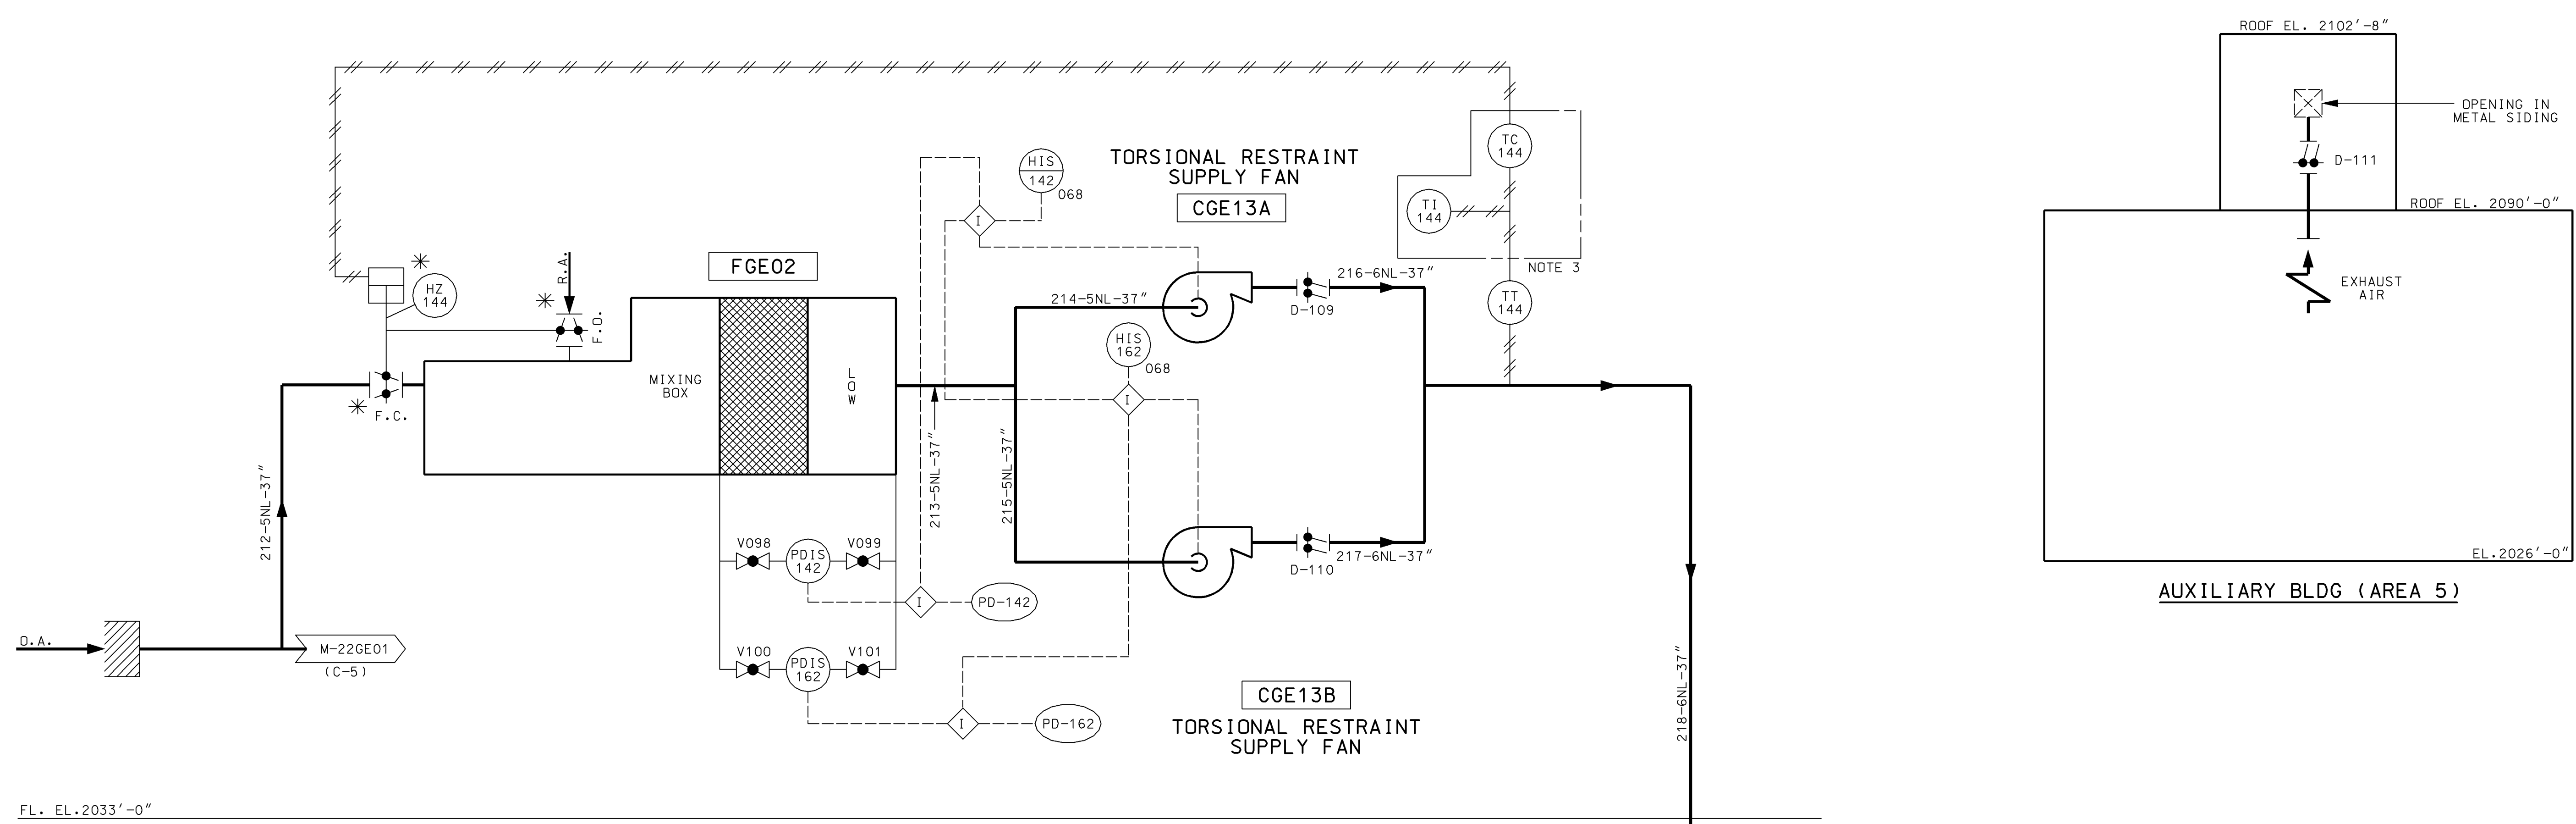 ROOF EL. 2102'-8"
OPENING IN
METAL SIDING
D-111
ROOF EL. 2090'-0"
EXHAUST
AIR
EL.2026'-0"
AUXILIARY BLDG (AREA 5)
HIS
142
068
TORSIONAL RESTRAINT
SUPPLY FAN
CGE13A
TC
144
TI
144
NOTE 3
TT
144
I
FGE02
R.A.
F.O.
HZ
144
F.C.
MIXING
BOX
LOW
214-5NL-37"
216-6NL-37"
D-109
HIS
162
068
I
212-5NL-37"
213-5NL-37"
215-5NL-37"
V098
PDIS
142
V099
I
PD-142
D-110
217-6NL-37"
O.A.
M-22GE01
(C-5)
V100
PDIS
162
V101
I
PD-162
CGE13B
TORSIONAL RESTRAINT
SUPPLY FAN
218-6NL-37"
FL. EL.2033'-0"